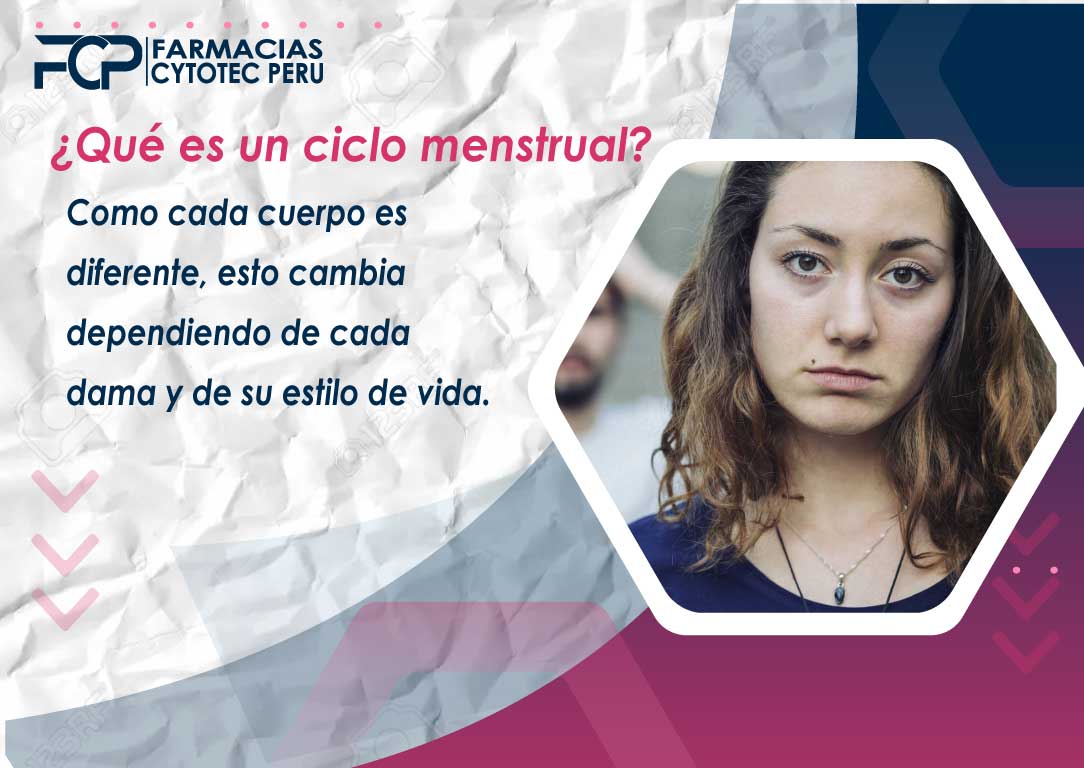 FCP FARMACIAS
CYTOTEC PERU
¿Qué es un ciclo menstrual?
Como cada cuerpo es
diferente, esto cambia
dependiendo de cada
dama y de su estilo de vida.